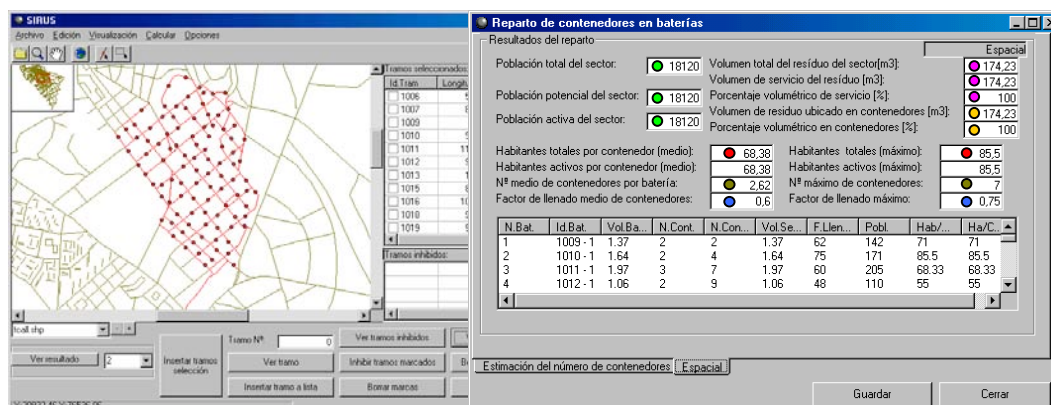 SIRUS
Archivo Edición Visualización Calcular Opciones
Tramos seleccionados
Id.Tram Longh
1006
1007
1009
1010
1011
1012
1013
1015
1016
1018
1019
Tramos inhibidos:
tcall.shp
Ver resultado 2
Insertar tramos selección
Tramo Nº 0
Ver tramo
Insertar tramo a lista
Ver tramos inhibidos
Inhibir tramos marcados
Borrar marcas
Reparto de contenedores en baterías
Resultados del reparto
Espacial
Población total del sector: 18120
Volumen total del resíduo del sector[m3]: 174,23
Volumen de servicio del resíduo [m3]: 174,23
Población potencial del sector: 18120
Porcentaje volumétrico de servicio [%]: 100
Volumen de residuo ubicado en contenedores [m3]: 174,23
Población activa del sector: 18120
Porcentaje volumétrico en contenedores [%]: 100
Habitantes totales por contenedor (medio): 68,38 Habitantes totales (máximo): 85,5
Habitantes activos por contenedor (medio): 68,38 Habitantes activos (máximo): 85,5
Nº medio de contenedores por batería: 2,62 Nº máximo de contenedores: 7
Factor de llenado medio de contenedores: 0,6 Factor de llenado máximo: 0,75
N.Bat. Id.Bat. Vol.Ba... N.Cont. N.Con... Vol.Se... F.Llen... Pobl. Hab/... Ha/C..
1 1009 - 1 1.37 2 2 1.37 62 142 71 71
2 1010 - 1 1.64 2 4 1.64 75 171 85.5 85.5
3 1011 - 1 1.97 3 7 1.97 60 205 68.33 68.33
4 1012 - 1 1.06 2 9 1.06 48 110 55 55
Estimación del número de contenedores Espacial
Guardar Cerrar